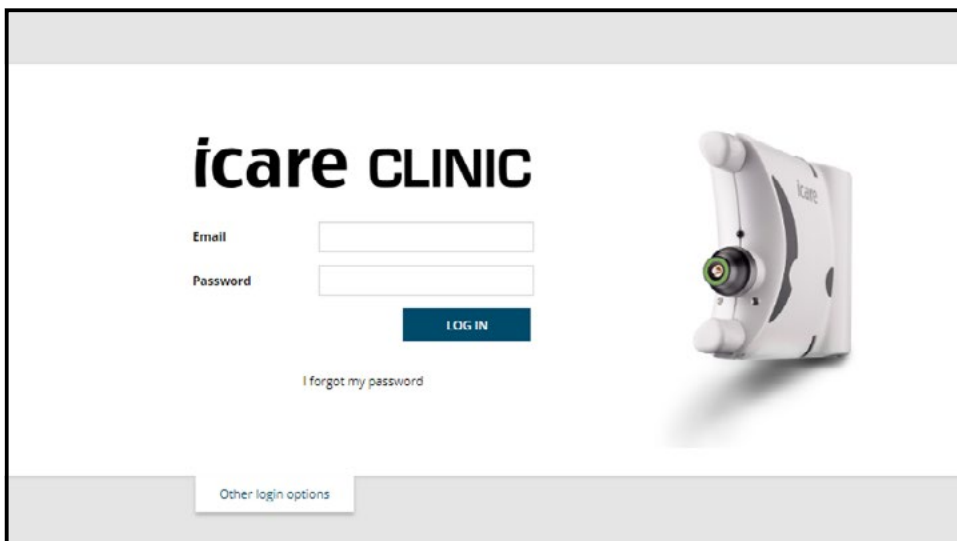 icare CLINIC
icare
Email
Password
LOG IN
I forgot my password
Other login options